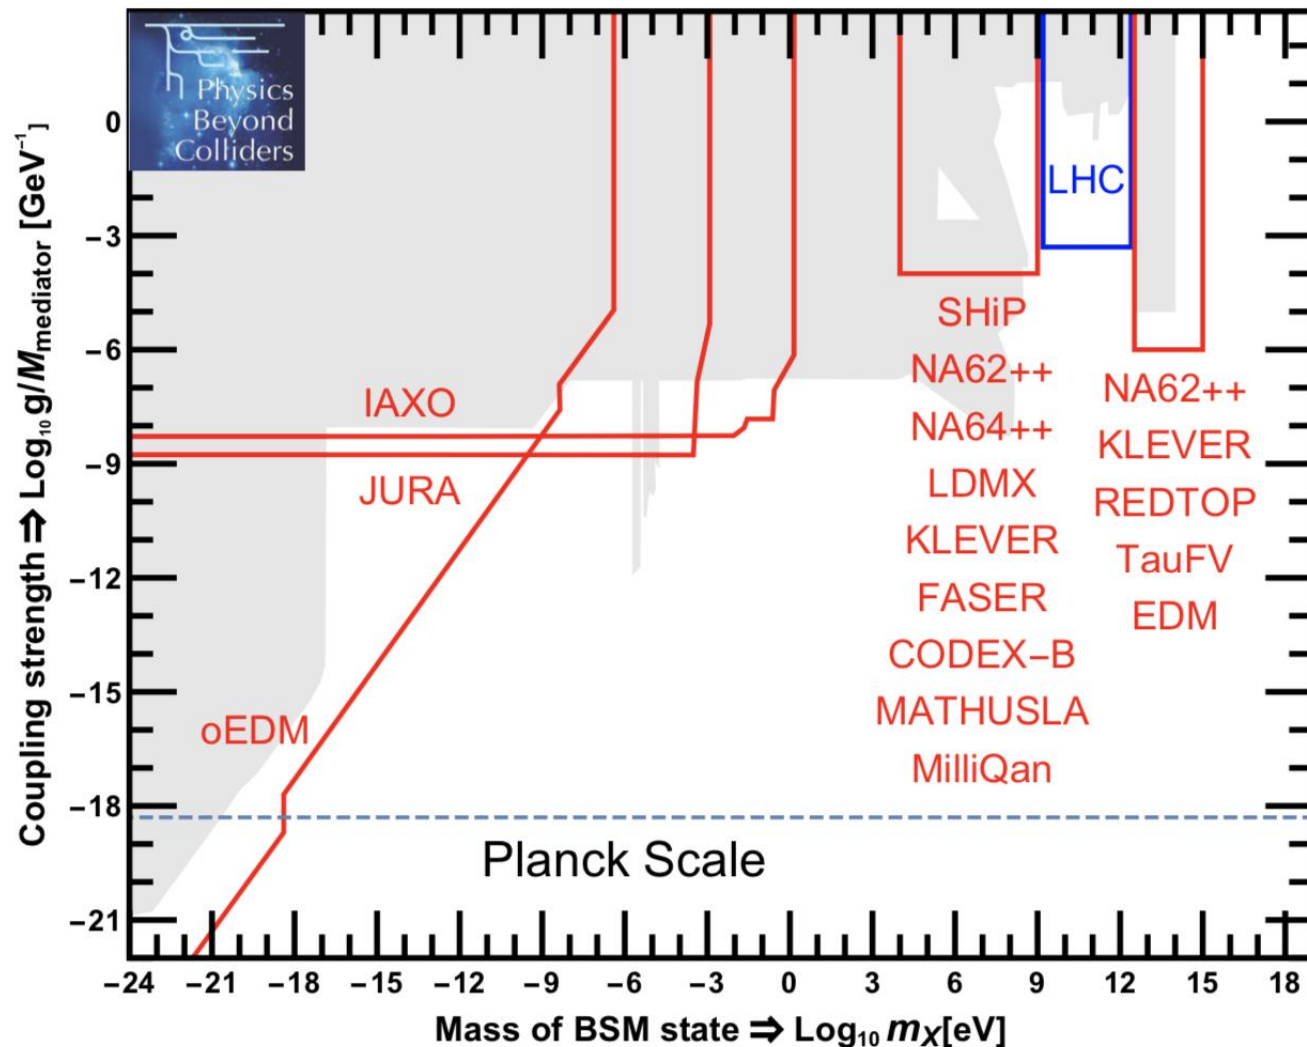 Physics
Beyond
Colliders
Coupling strength ⇒ Log₁₀ g/M_mediator [GeV⁻¹]
0
−3
−6
−9
−12
−15
−18
−21
LHC
IAXO
JURA
oEDM
SHiP
NA62++
NA64++
LDMX
KLEVER
FASER
CODEX−B
MATHUSLA
MilliQan
NA62++
KLEVER
REDTOP
TauFV
EDM
Planck Scale
−24 −21 −18 −15 −12 −9 −6 −3 0 3 6 9 12 15 18
Mass of BSM state ⇒ Log₁₀ m_X[eV]